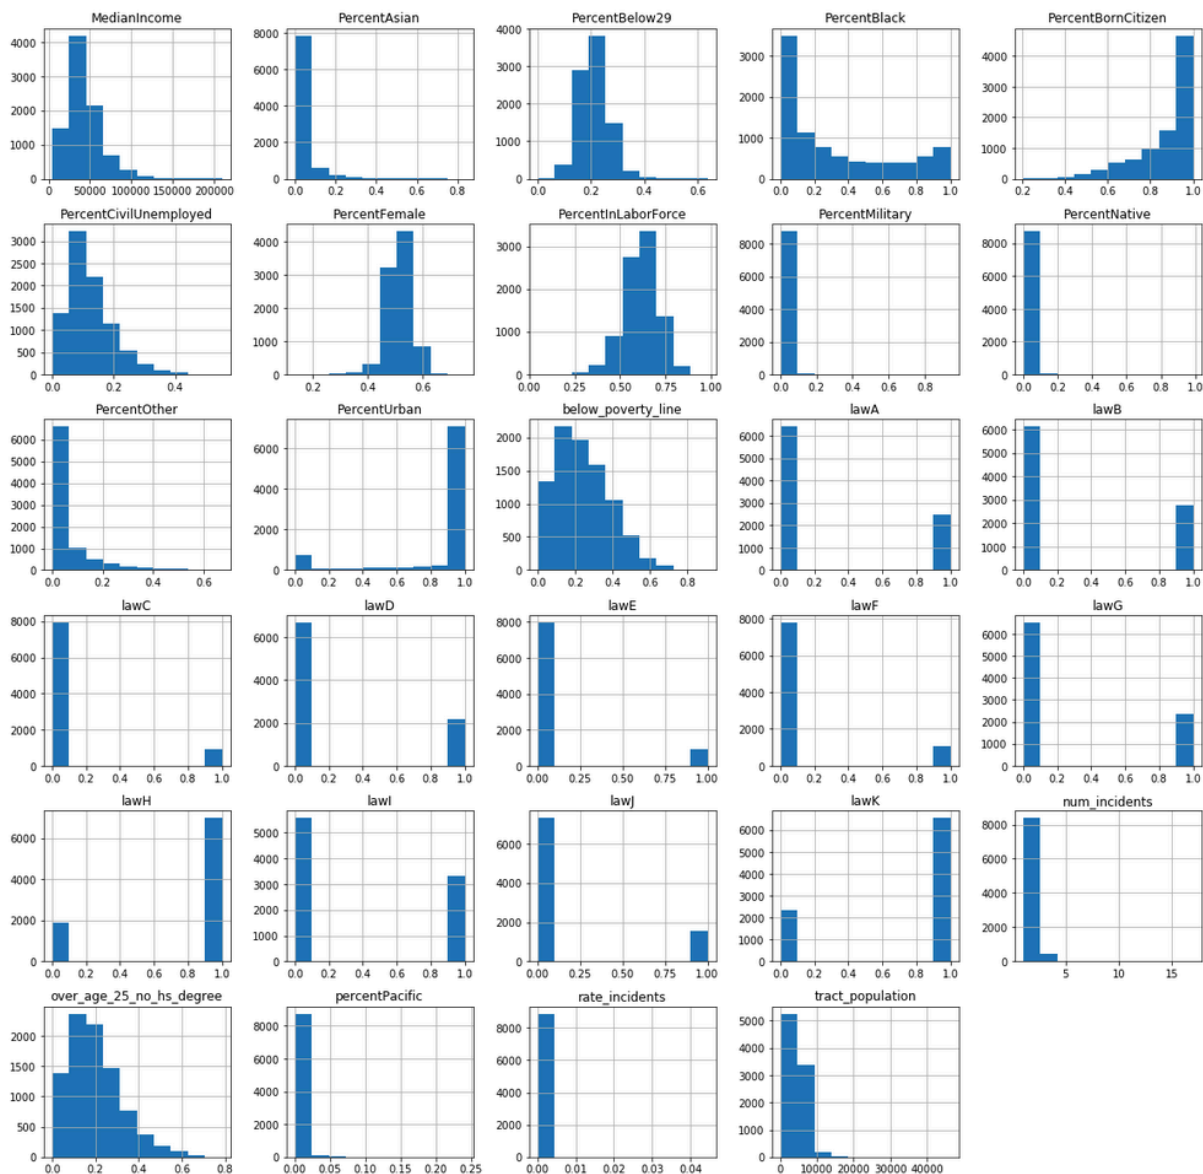 MedianIncome PercentAsian PercentBelow29 PercentBlack PercentBornCitizen
4000 8000 4000 3500 4000
3000 6000 3000 3000 3000
2000 4000 2000 2000 2000
1000 2000 1000 1000 1000
0 0 0 0 0
0 50000 100000 150000 200000 0.0 0.2 0.4 0.6 0.8 0.0 0.2 0.4 0.6 0.0 0.2 0.4 0.6 0.8 1.0 0.2 0.4 0.6 0.8 1.0
PercentCivilUnemployed PercentFemale PercentInLaborForce PercentMilitary PercentNative
3000 4000 3000 8000 8000
2500 3000 2000 6000 6000
2000 2000 1000 4000 4000
1500 1000 0 2000 2000
1000 0 0 0
500
0
0.0 0.2 0.4 0.2 0.4 0.6 0.00 0.25 0.50 0.75 1.00 0.0 0.2 0.4 0.6 0.8 0.0 0.2 0.4 0.6 0.8 1.0
PercentOther PercentUrban below_poverty_line lawA lawB
6000 6000 2000 6000 6000
5000 4000 1500 5000 5000
4000 2000 1000 4000 4000
3000 0 500 3000 3000
2000 0 2000 2000
1000 1000 1000
0 0 0
0.0 0.2 0.4 0.6 0.0 0.2 0.4 0.6 0.8 1.0 0.0 0.2 0.4 0.6 0.8 0.0 0.2 0.4 0.6 0.8 1.0 0.0 0.2 0.4 0.6 0.8 1.0
lawC lawD lawE lawF lawG
8000 6000 8000 8000 6000
6000 4000 6000 6000 5000
4000 2000 4000 4000 4000
2000 0 2000 2000 3000
0 0 0 2000
1000
0
0.0 0.2 0.4 0.6 0.8 1.0 0.0 0.2 0.4 0.6 0.8 1.0 0.00 0.25 0.50 0.75 1.00 0.0 0.2 0.4 0.6 0.8 1.0 0.0 0.2 0.4 0.6 0.8 1.0
lawH lawI lawJ lawK num_incidents
6000 5000 6000 6000 8000
4000 4000 4000 5000 6000
2000 3000 2000 4000 4000
0 2000 0 3000 2000
1000 2000 0
0 1000
0
0.0 0.2 0.4 0.6 0.8 1.0 0.0 0.2 0.4 0.6 0.8 1.0 0.00 0.25 0.50 0.75 1.00 0.0 0.2 0.4 0.6 0.8 1.0 5 10 15
over_age_25_no_hs_degree percentPacific rate_incidents tract_population
2000 8000 8000 5000
1500 6000 6000 4000
1000 4000 4000 3000
500 2000 2000 2000
0 0 0 1000
0
0.0 0.2 0.4 0.6 0.8 0.00 0.05 0.10 0.15 0.20 0.25 0.00 0.01 0.02 0.03 0.04 0 10000 20000 30000 40000